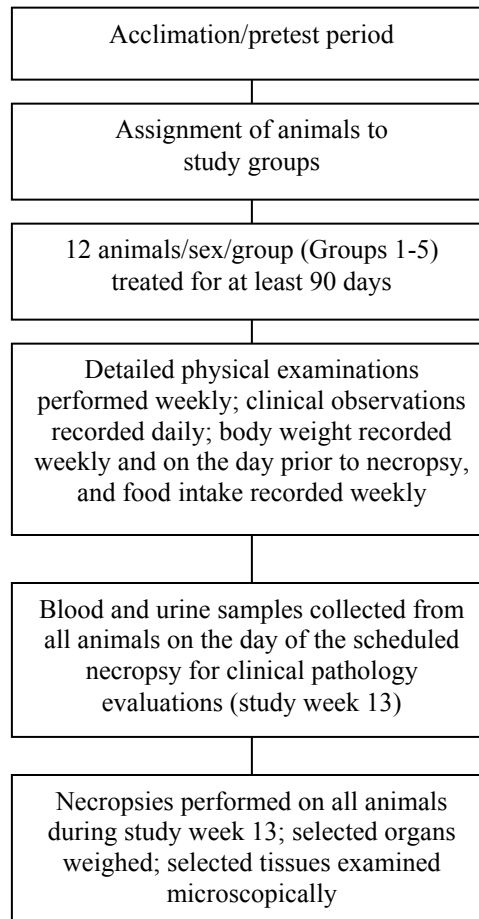 Acclimation/pretest period
Assignment of animals to
study groups
12 animals/sex/group (Groups 1-5)
treated for at least 90 days
Detailed physical examinations
performed weekly; clinical observations
recorded daily; body weight recorded
weekly and on the day prior to necropsy,
and food intake recorded weekly
Blood and urine samples collected from
all animals on the day of the scheduled
necropsy for clinical pathology
evaluations (study week 13)
Necropsies performed on all animals
during study week 13; selected organs
weighed; selected tissues examined
microscopically